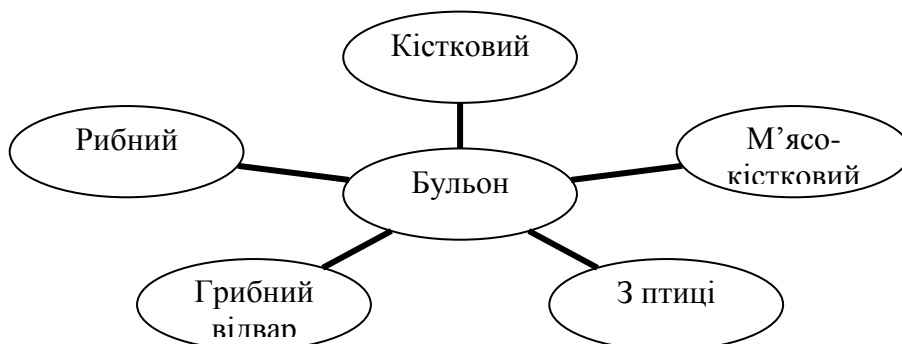 Кістковий
Рибний
М’ясо-
кістковий
Бульон
Грибний
відвар
З птиці